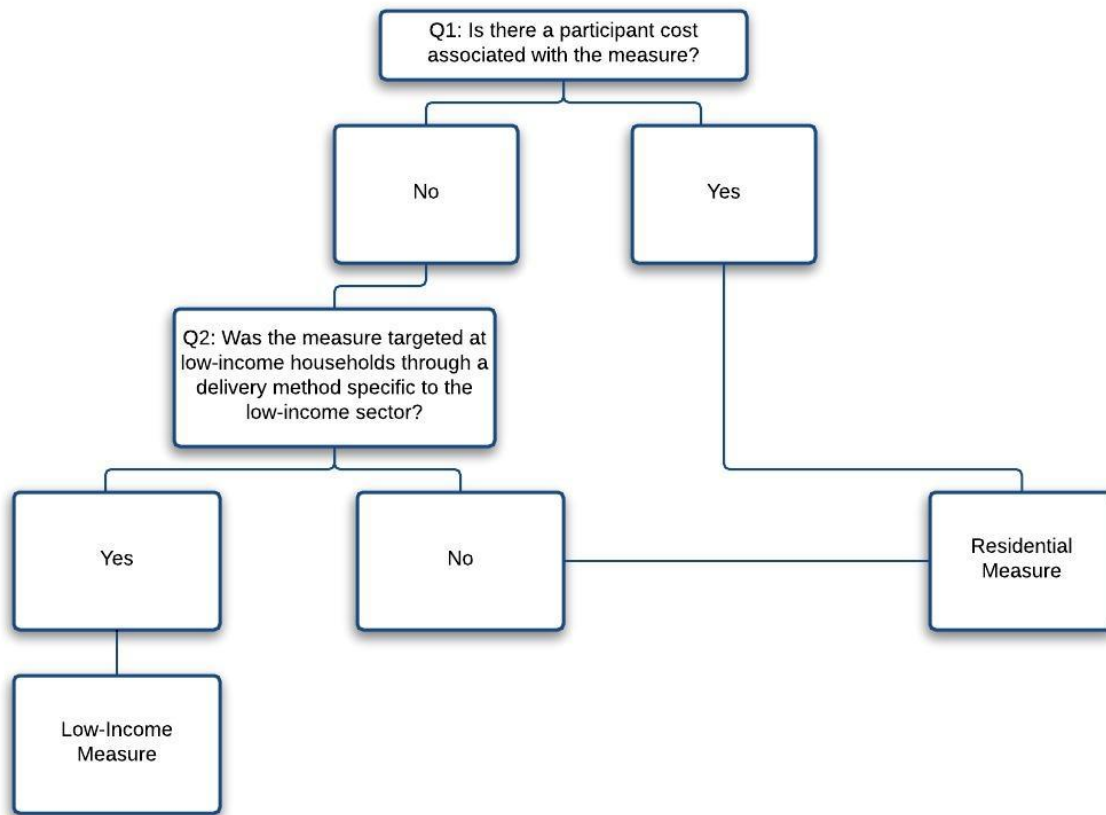 Q1: Is there a participant cost
associated with the measure?
No
Yes
Q2: Was the measure targeted at
low-income households through a
delivery method specific to the
low-income sector?
Yes
No
Residential
Measure
Low-Income
Measure